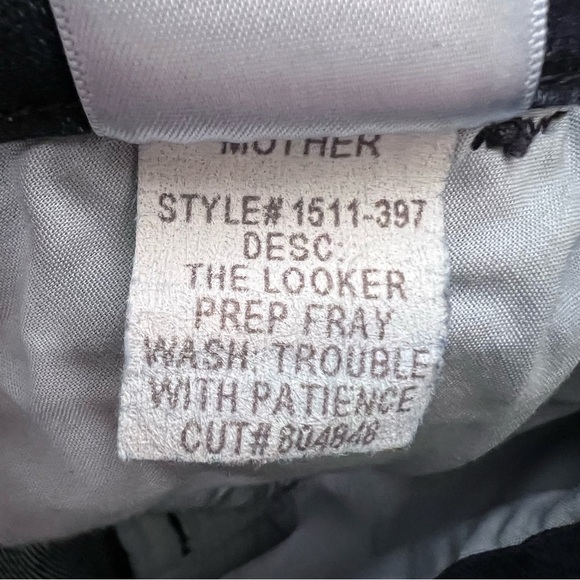 MOTHER
STYLE# 1511-397
DESC:
THE LOOKER
PREP FRAY
WASH: TROUBLE
WITH PATIENCE
CUT# 804848